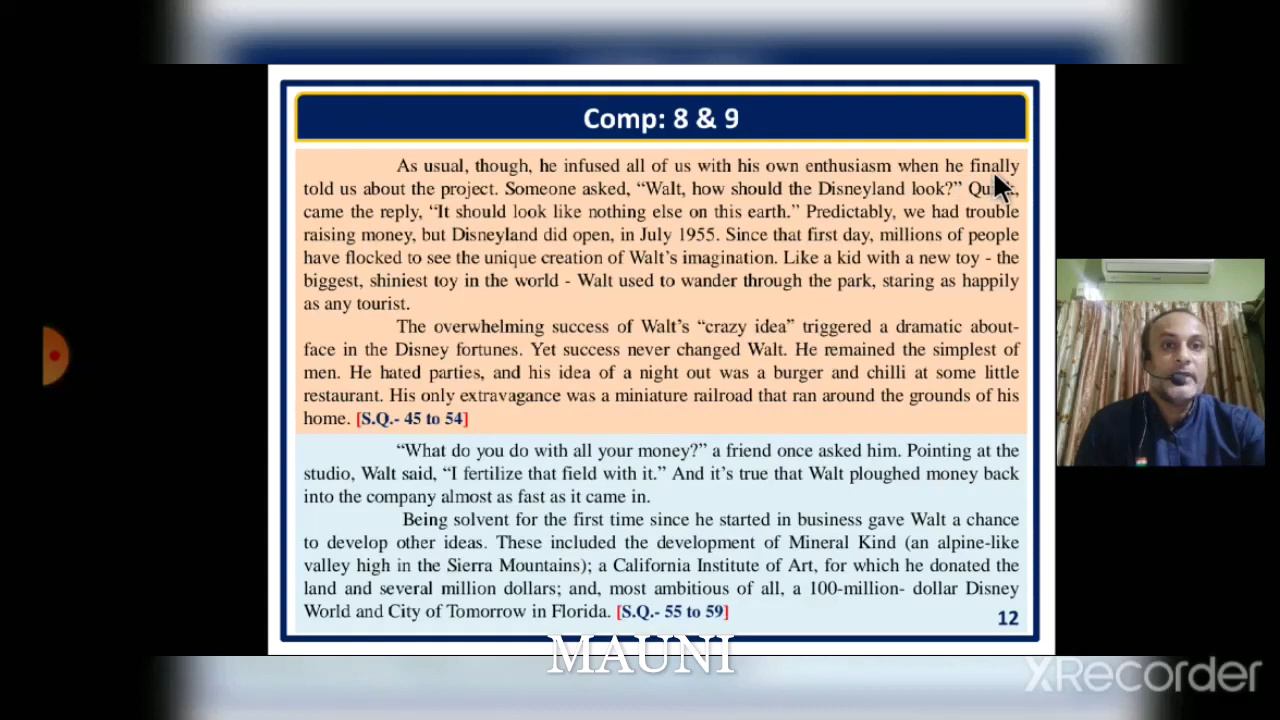 Comp: 8 & 9
As usual, though, he infused all of us with his own enthusiasm when he finally
told us about the project. Someone asked, “Walt, how should the Disneyland look?”
came the reply, “It should look like nothing else on this earth.” Predictably, we had trouble
raising money, but Disneyland did open, in July 1955. Since that first day, millions of people
have flocked to see the unique creation of Walt's imagination. Like a kid with a new toy - the
biggest, shiniest toy in the world - Walt used to wander through the park, staring as happily
as any tourist.
The overwhelming success of Walt's “crazy idea” triggered a dramatic about-
face in the Disney fortunes. Yet success never changed Walt. He remained the simplest of
men. He hated parties, and his idea of a night out was a burger and chilli at some little
restaurant. His only extravagance was a miniature railroad that ran around the grounds of his
home. [S.Q.- 45 to 54]
“What do you do with all your money?” a friend once asked him. Pointing at the
studio, Walt said, “I fertilize that field with it.” And it's true that Walt ploughed money back
into the company almost as fast as it came in.
Being solvent for the first time since he started in business gave Walt a chance
to develop other ideas. These included the development of Mineral Kind (an alpine-like
valley high in the Sierra Mountains); a California Institute of Art, for which he donated the
land and several million dollars; and, most ambitious of all, a 100-million- dollar Disney
World and City of Tomorrow in Florida. [S.Q.- 55 to 59]
12
MAUNI
XRecorder